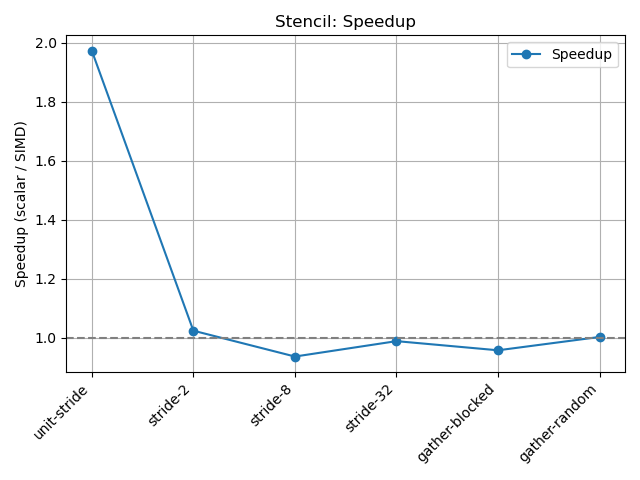 Stencil: Speedup
Speedup
Speedup (scalar / SIMD)
2.0
1.8
1.6
1.4
1.2
1.0
unit-stride
stride-2
stride-8
stride-32
gather-blocked
gather-random